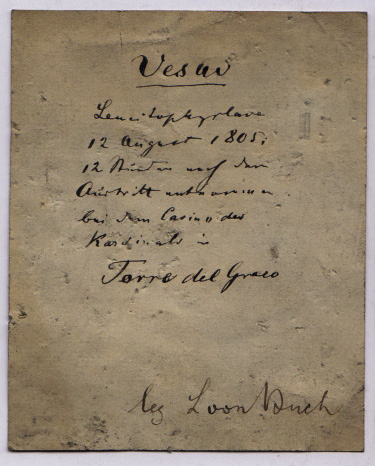 Vesuv
Leucitophyrlava
12 August 1805,
12 Stunden nach dem
Austritt entnommen
bei dem Casino des
Kardinals in
Torre del Greco
leg L von Buch